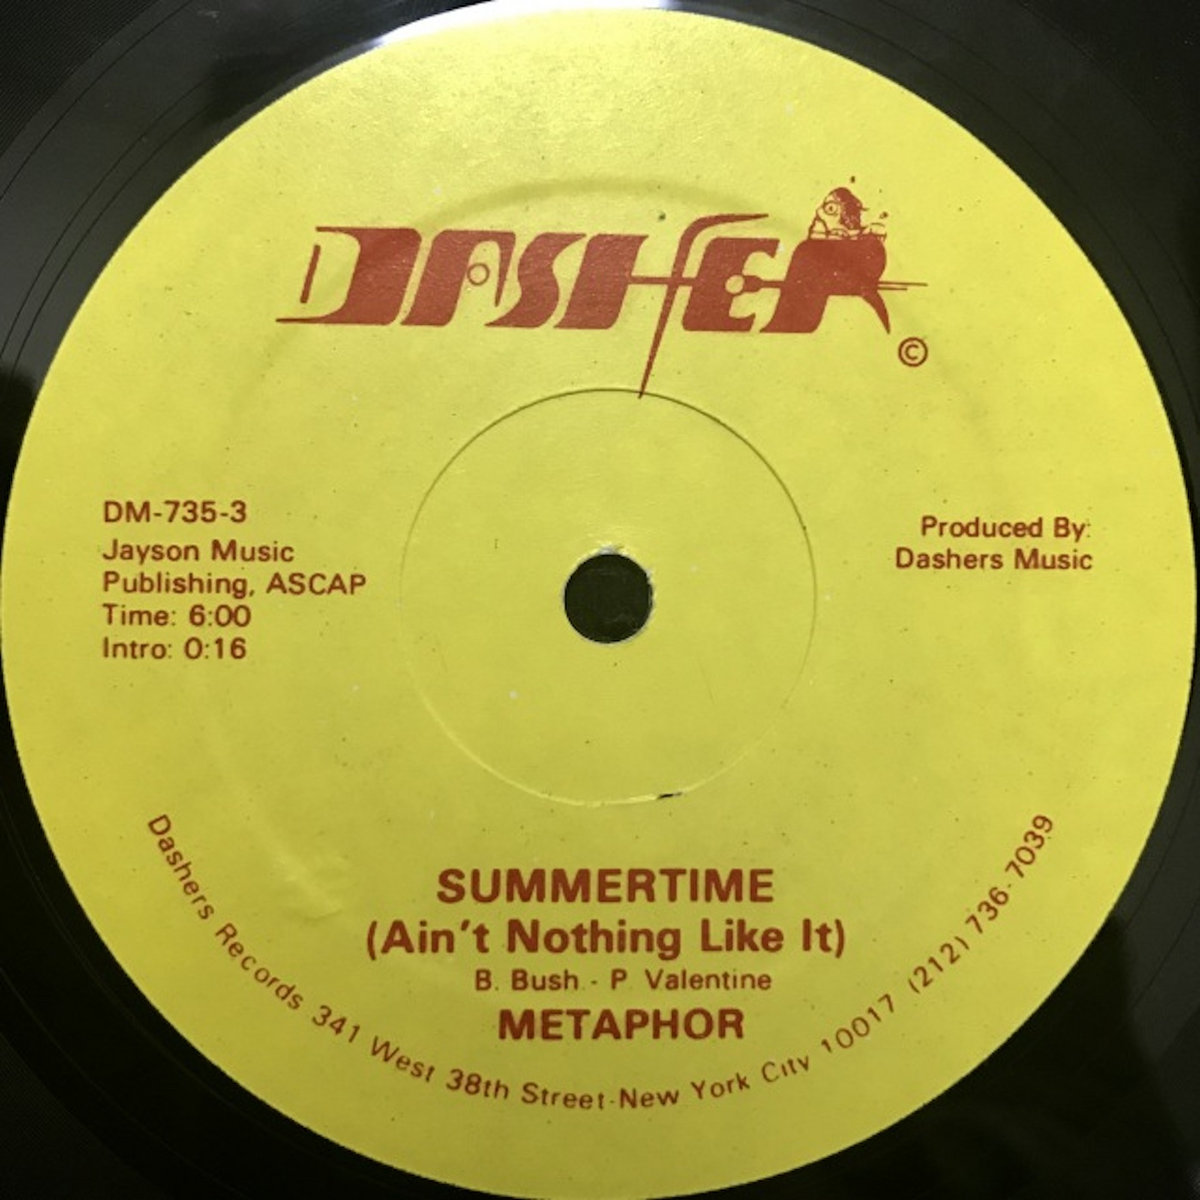 DASHER
©
DM-735-3
Jayson Music
Publishing, ASCAP
Time: 6:00
Intro: 0:16
Produced By:
Dashers Music
SUMMERTIME
(Ain't Nothing Like It)
B. Bush - P. Valentine
METAPHOR
Dashers Records 341 West 38th Street-New York City 10017 (212) 736-7039